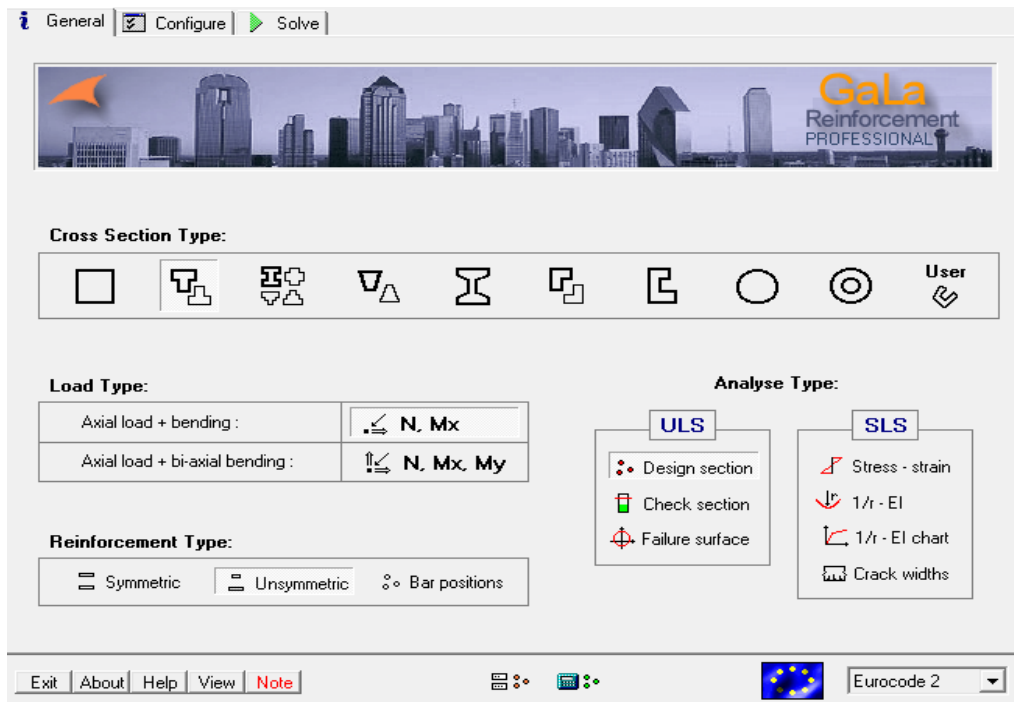 General Configure Solve
GaLa
Reinforcement
PROFESSIONAL
Cross Section Type:
User
Load Type:
Axial load + bending : N, Mx
Axial load + bi-axial bending : N, Mx, My
Reinforcement Type:
Symmetric Unsymmetric Bar positions
Analyse Type:
ULS
Design section
Check section
Failure surface
SLS
Stress - strain
1/r - EI
1/r - EI chart
Crack widths
Exit About Help View Note Eurocode 2